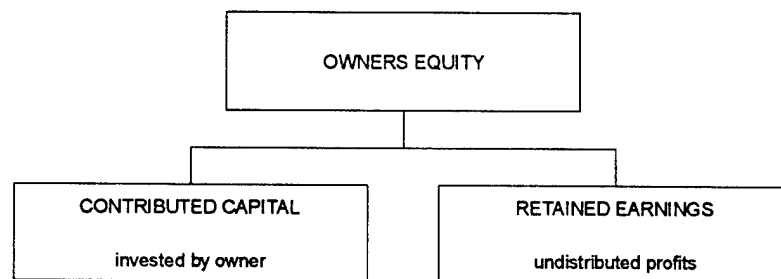 OWNERS EQUITY
CONTRIBUTED CAPITAL
invested by owner
RETAINED EARNINGS
undistributed profits